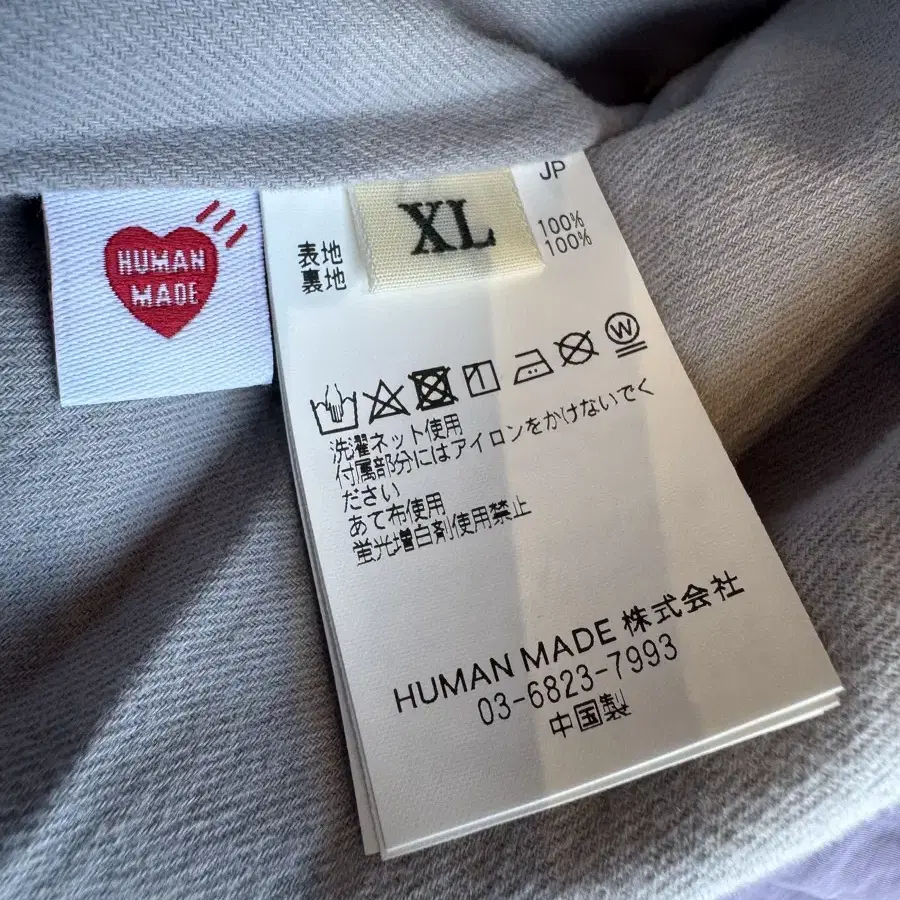 HUMAN
MADE
JP
XL
表地 100%
裏地 100%
W
洗濯ネット使用
付属部分にはアイロンをかけないでく
ださい
あて布使用
蛍光増白剤使用禁止
HUMAN MADE 株式会社
03-6823-7993
中国製